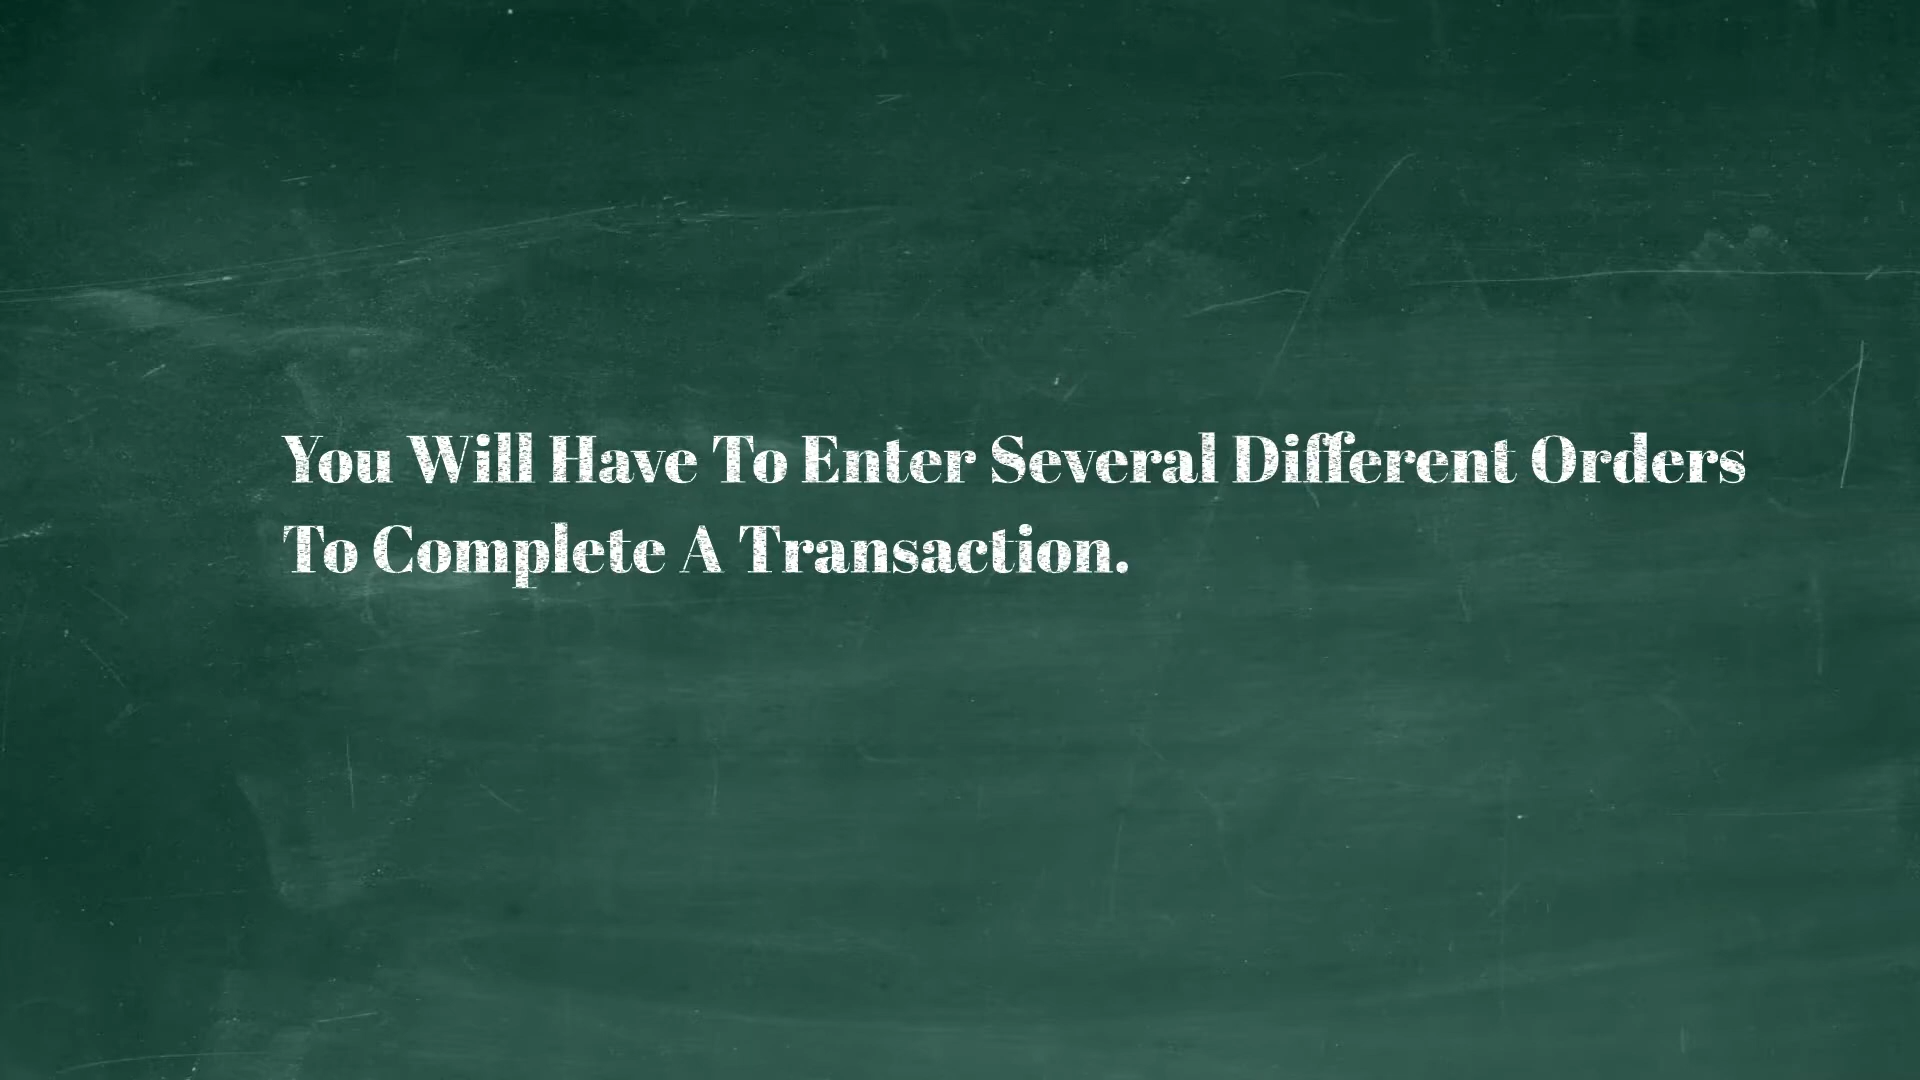 You Will Have To Enter Several Different Orders
To Complete A Transaction.